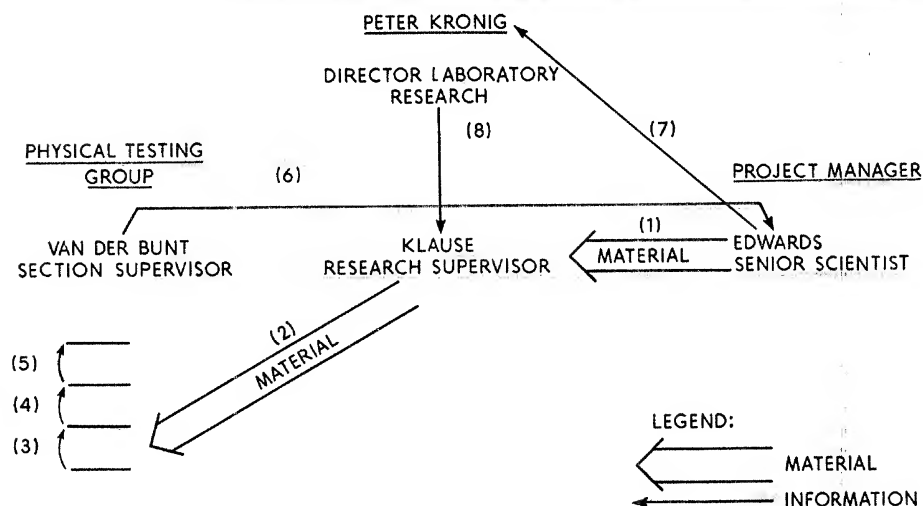 PETER KRONIG
DIRECTOR LABORATORY
RESEARCH
(8)
(7)
PHYSICAL TESTING
GROUP
(6)
PROJECT MANAGER
VAN DER BUNT
SECTION SUPERVISOR
KLAUSE
RESEARCH SUPERVISOR
(1)
MATERIAL
EDWARDS
SENIOR SCIENTIST
(2)
MATERIAL
(5)
(4)
(3)
LEGEND:
MATERIAL
INFORMATION